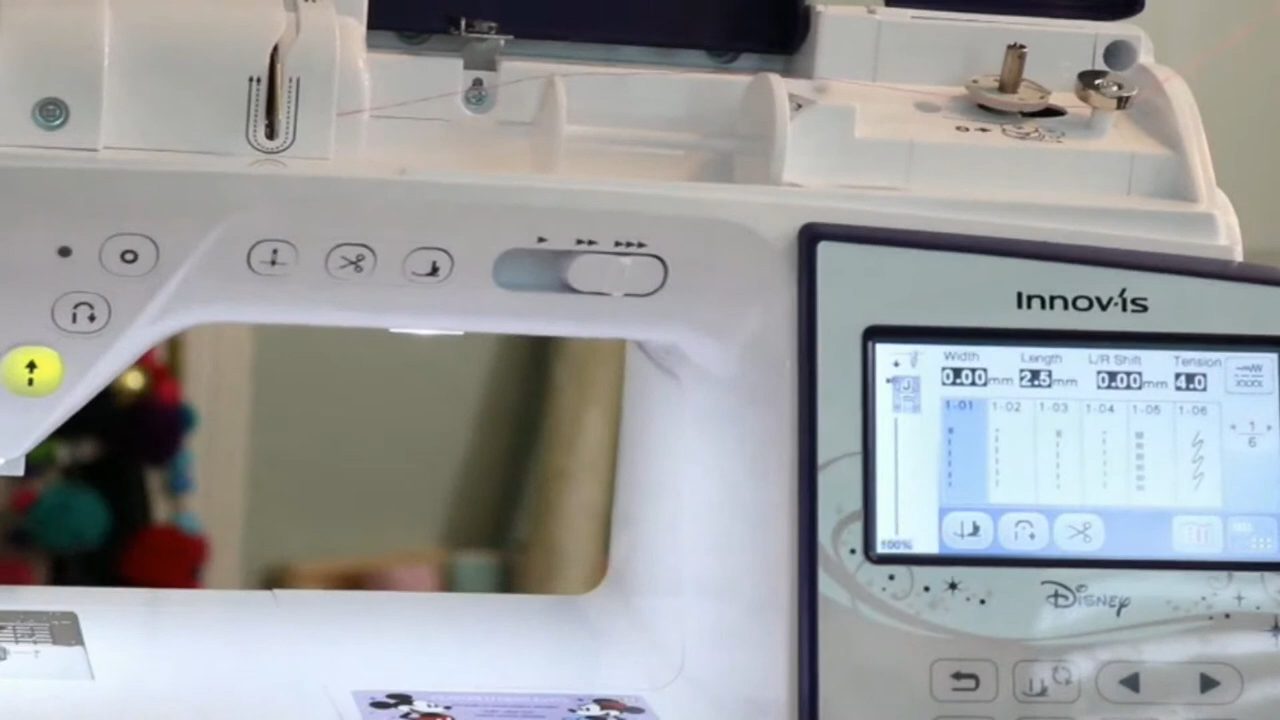 Innov-ís
Width Length L/R Shift Tension
0.00mm 2.5mm 0.00mm 4.0
1-01 1-02 1-03 1-04 1-05 1-06
1
6
100%
Disney